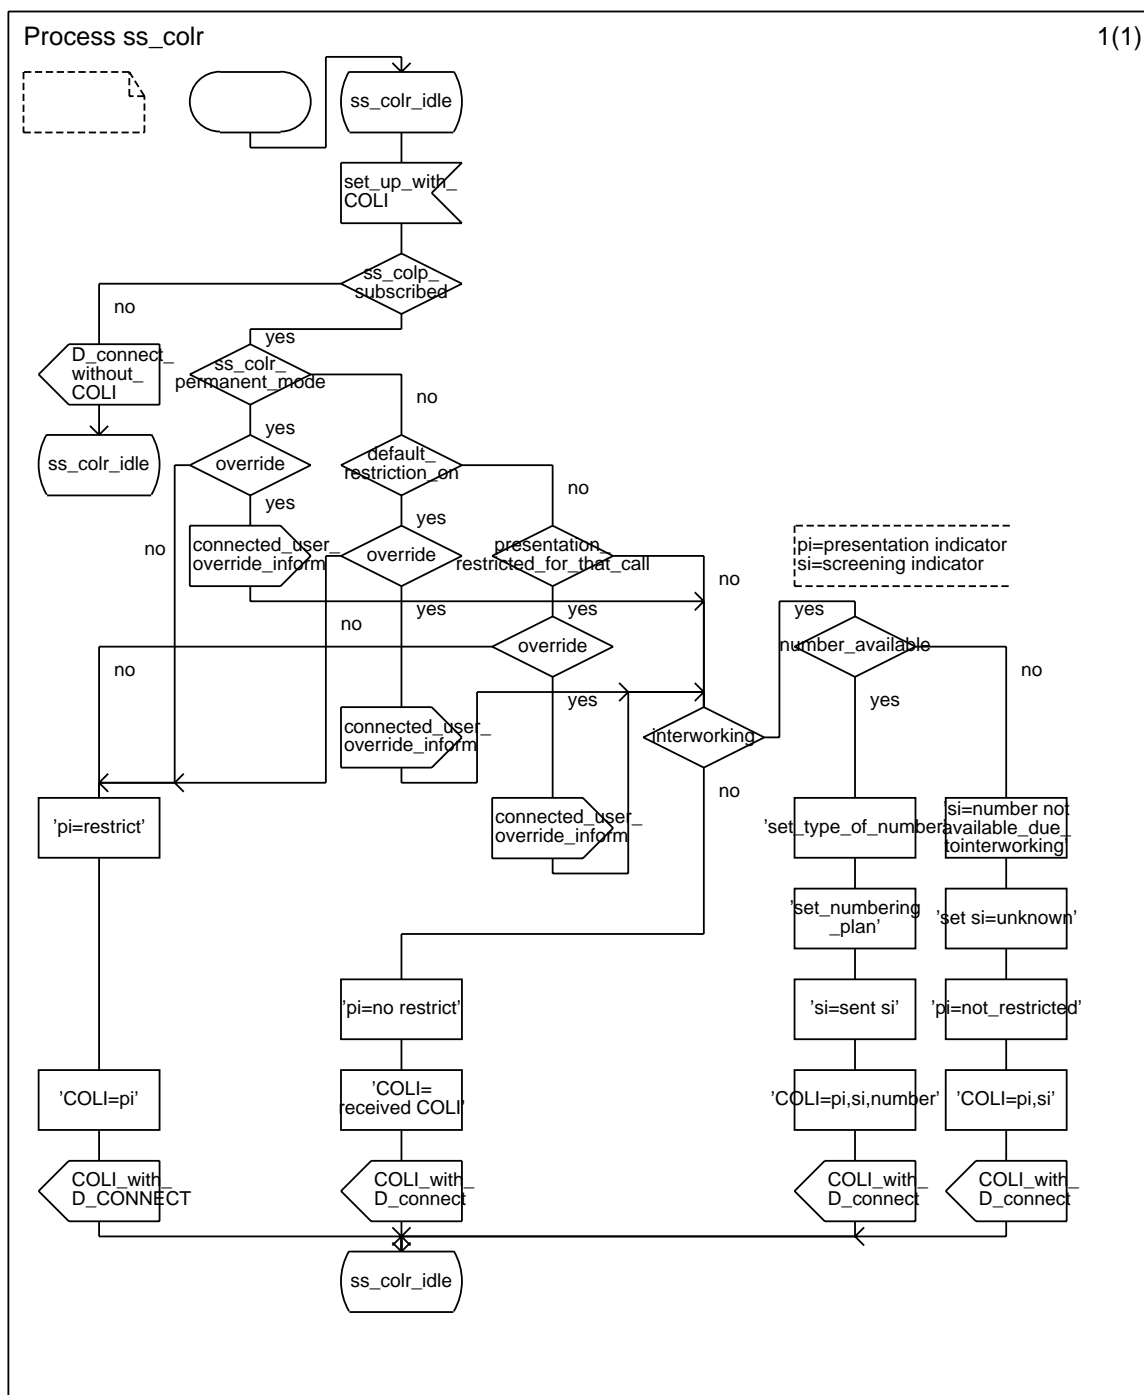 Process ss_colr
1(1)
ss_colr_idle
set_up_with_
COLI
ss_colp_
subscribed
no
yes
D_connect_
without_
COLI
ss_colr_
permanent_mode
no
yes
ss_colr_idle
override
default_
restriction_on
no
yes
yes
no
connected_user_
override_inform
override
presentation_
restricted_for_that_call
pi=presentation indicator
si=screening indicator
no
yes
yes
yes
no
override
number_available
no
yes
no
yes
connected_user_
override_inform
interworking
no
'pi=restrict'
connected_user_
override_inform
'set_type_of_number'
'si=number not
available_due_
tointerworking'
'set_numbering
_plan'
'set si=unknown'
'pi=no restrict'
'si=sent si'
'pi=not_restricted'
'COLI=pi'
'COLI=
received COLI'
'COLI=pi,si,number'
'COLI=pi,si'
COLI_with_
D_CONNECT
COLI_with_
D_connect
COLI_with_
D_connect
COLI_with_
D_connect
ss_colr_idle